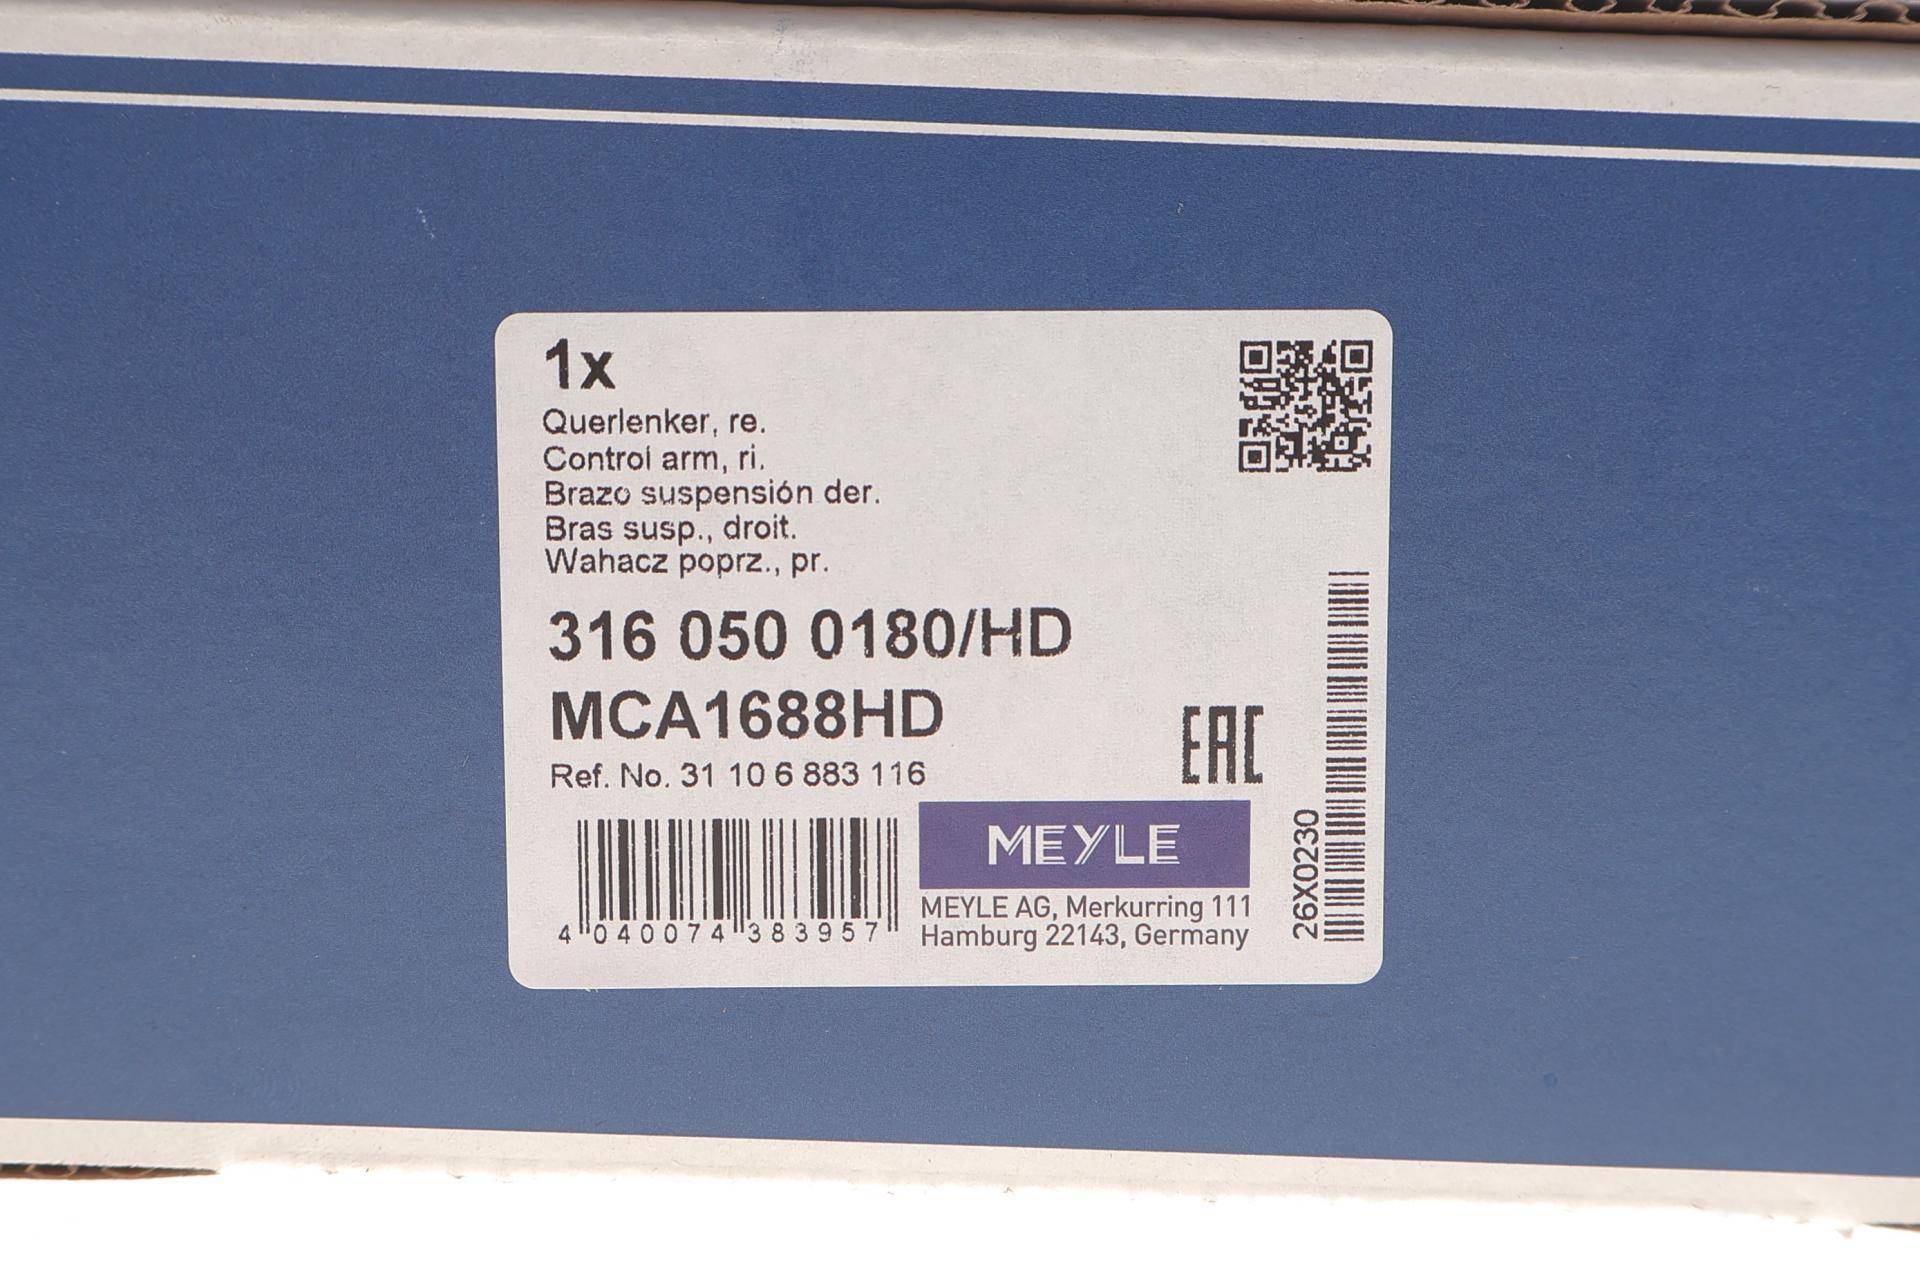 1x
Querlenker, re.
Control arm, ri.
Brazo suspensión der.
Bras susp., droit.
Wahacz poprz., pr.
316 050 0180/HD
MCA1688HD
Ref. No. 31 10 6 883 116
EAC
4 040074 383957
MEYLE
MEYLE AG, Merkurring 111
Hamburg 22143, Germany
26X0230